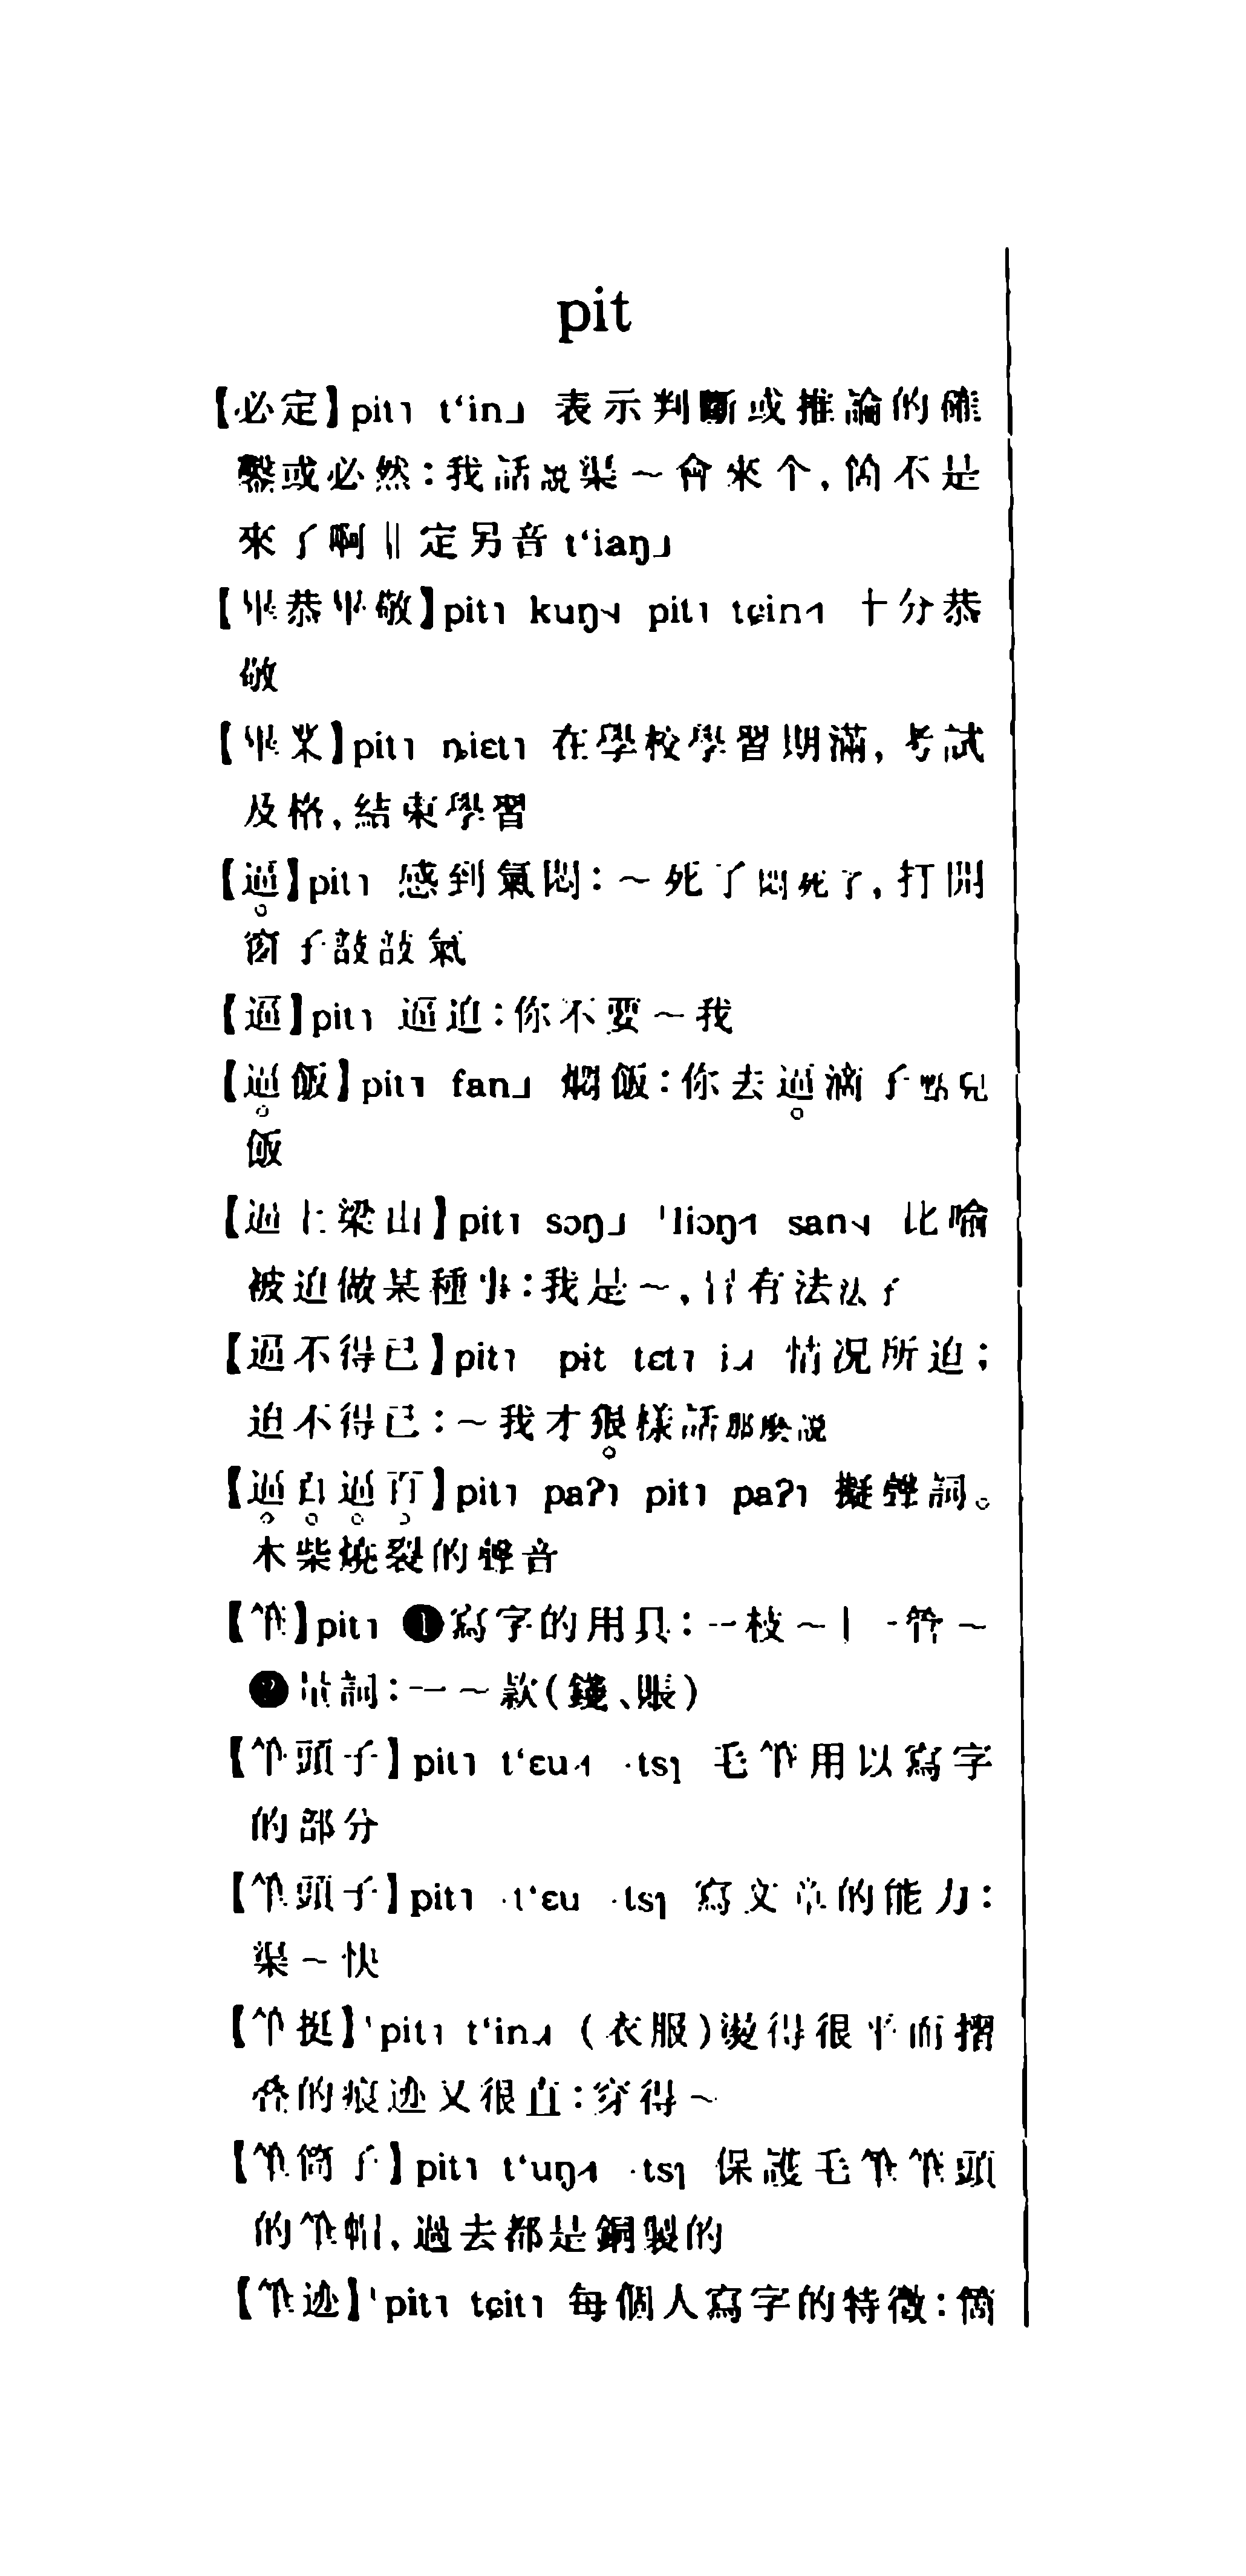 pit
【必定】pit˥ t‘in˩ 表示判斷或推論的確
鑿或必然：我話説渠～會來个，箇不是
來了啊‖定另音 t‘iaŋ˩
【畢恭畢敬】pit˥ kuŋ˨ pit˥ tɕin˦ 十分恭
敬
【畢業】pit˥ ȵiɛt˥ 在學校學習期滿，考試
及格，結束學習
【逼】pit˥ 感到氣悶：～死了悶死了，打開
窗子敨敨氣
【逼】pit˥ 逼迫：你不要～我
【逼飯】pit˥ fan˩ 燜飯：你去逼滴子點兒
飯
【逼上梁山】pit˥ sɔŋ˩ ˈliɔŋ˦ san˨ 比喻
被迫做某種事：我是～，冇有法法子
【逼不得已】pit˥ pit tɛt˥ i˨ 情况所迫；
迫不得已：～我才㫰樣話那麽説
【逼百逼百】pit˥ paʔ˥ pit˥ paʔ˥ 擬聲詞。
木柴燒裂的聲音
【筆】pit˥ ❶寫字的用具：一枝～｜一管～
❷量詞：一～款（錢、賬）
【筆頭子】pit˥ t‘ɛu˦ ·tsɿ 毛筆用以寫字
的部分
【筆頭子】pit˥ ·t‘ɛu ·tsɿ 寫文章的能力：
渠～快
【筆挺】ˈpit˥ t‘in˨ （衣服）燙得很平而摺
叠的痕迹又很直：穿得～
【筆筒子】pit˥ t‘uŋ˦ ·tsɿ 保護毛筆筆頭
的筆帽，過去都是銅製的
【筆迹】ˈpit˥ tɕit˥ 每個人寫字的特徵：箇